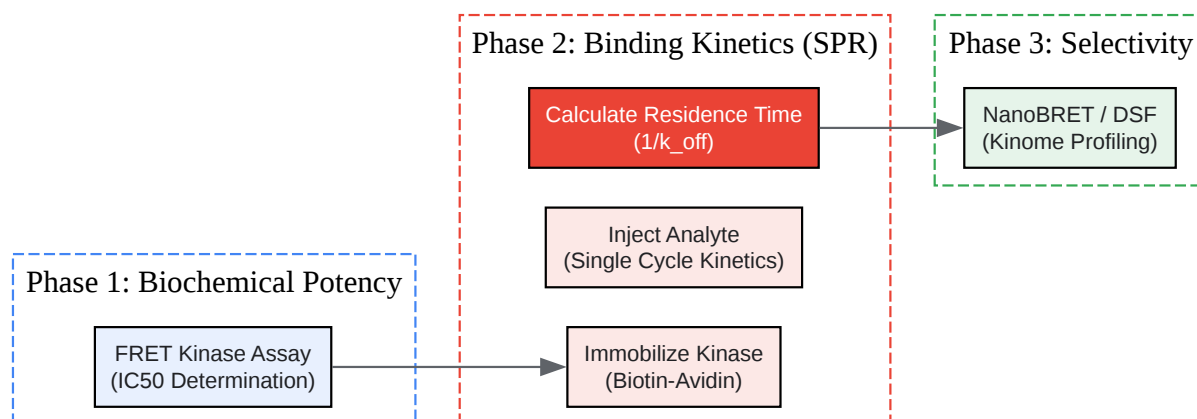 Phase 1: Biochemical Potency
FRET Kinase Assay
(IC50 Determination)
Phase 2: Binding Kinetics (SPR)
Calculate Residence Time
(1/k_off)
Inject Analyte
(Single Cycle Kinetics)
Immobilize Kinase
(Biotin-Avidin)
Phase 3: Selectivity
NanoBRET / DSF
(Kinome Profiling)